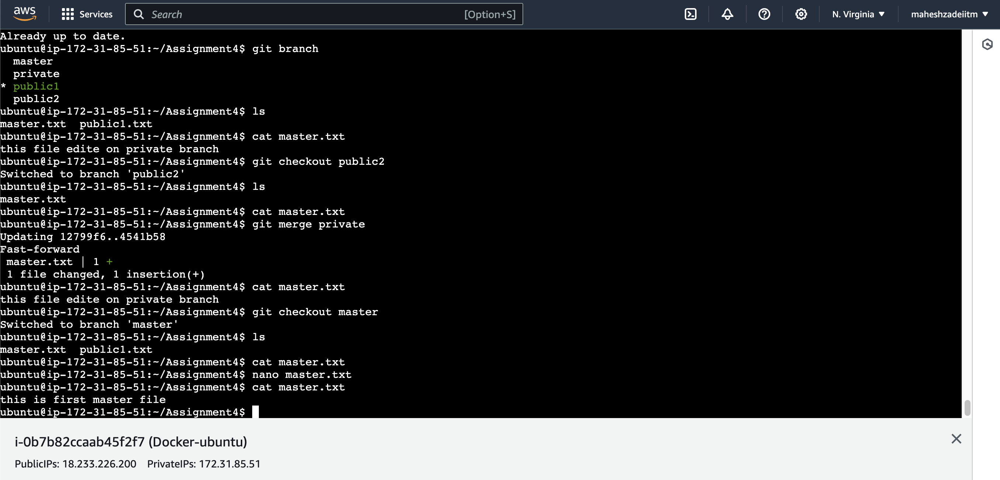 aws Services Search [Option+S] N. Virginia maheshzadeiitm
Already up to date.
ubuntu@ip-172-31-85-51:~/Assignment4$ git branch
  master
  private
* public1
  public2
ubuntu@ip-172-31-85-51:~/Assignment4$ ls
master.txt  public1.txt
ubuntu@ip-172-31-85-51:~/Assignment4$ cat master.txt
this file edite on private branch
ubuntu@ip-172-31-85-51:~/Assignment4$ git checkout public2
Switched to branch 'public2'
ubuntu@ip-172-31-85-51:~/Assignment4$ ls
master.txt
ubuntu@ip-172-31-85-51:~/Assignment4$ cat master.txt
ubuntu@ip-172-31-85-51:~/Assignment4$ git merge private
Updating 12799f6..4541b58
Fast-forward
 master.txt | 1 +
 1 file changed, 1 insertion(+)
ubuntu@ip-172-31-85-51:~/Assignment4$ cat master.txt
this file edite on private branch
ubuntu@ip-172-31-85-51:~/Assignment4$ git checkout master
Switched to branch 'master'
ubuntu@ip-172-31-85-51:~/Assignment4$ ls
master.txt  public1.txt
ubuntu@ip-172-31-85-51:~/Assignment4$ cat master.txt
ubuntu@ip-172-31-85-51:~/Assignment4$ nano master.txt
ubuntu@ip-172-31-85-51:~/Assignment4$ cat master.txt
this is first master file
ubuntu@ip-172-31-85-51:~/Assignment4$
i-0b7b82ccaab45f2f7 (Docker-ubuntu)
PublicIPs: 18.233.226.200 PrivateIPs: 172.31.85.51